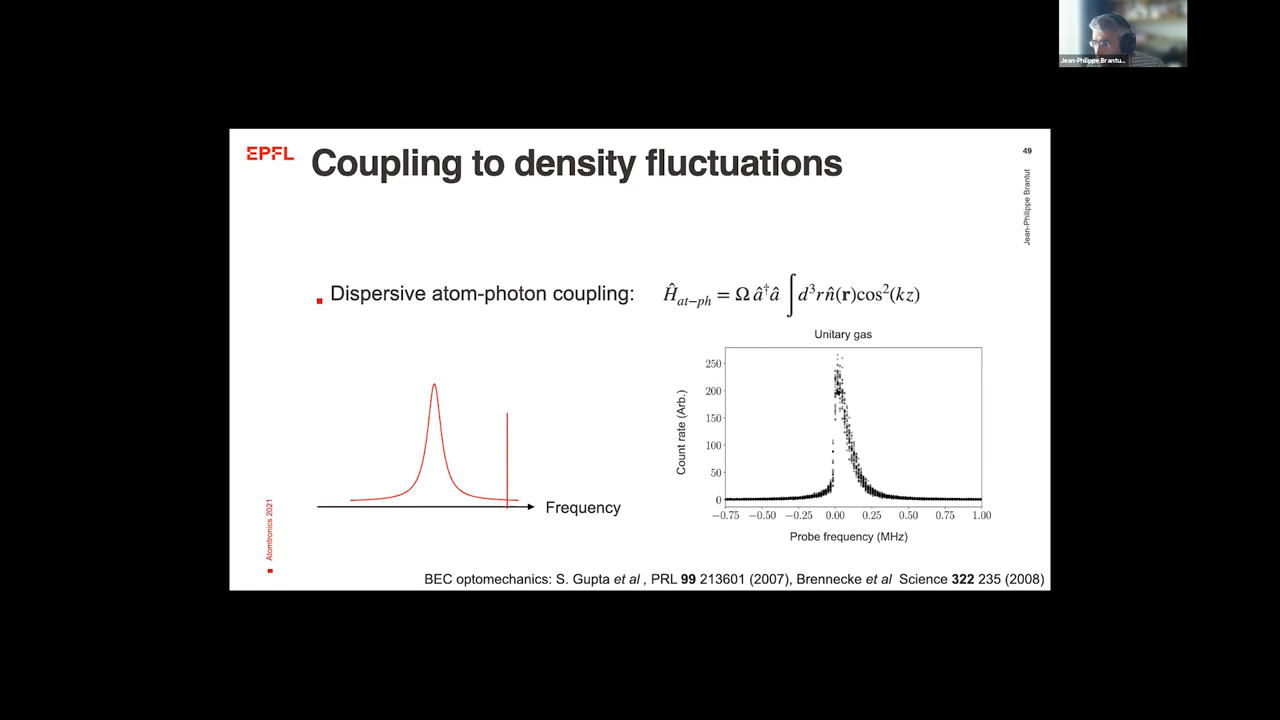 Jean-Philippe Brantu...
EPFL
Coupling to density fluctuations
49
Jean-Philippe Brantut
Dispersive atom-photon coupling: Ĥ_{at−ph} = Ω â†â ∫ d³r n̂(𝐫)cos²(kz)
Unitary gas
250
200
150
100
50
0
Count rate (Arb.)
−0.75 −0.50 −0.25 0.00 0.25 0.50 0.75 1.00
Probe frequency (MHz)
Frequency
Atomtronics 2021
BEC optomechanics: S. Gupta et al , PRL 99 213601 (2007), Brennecke et al Science 322 235 (2008)